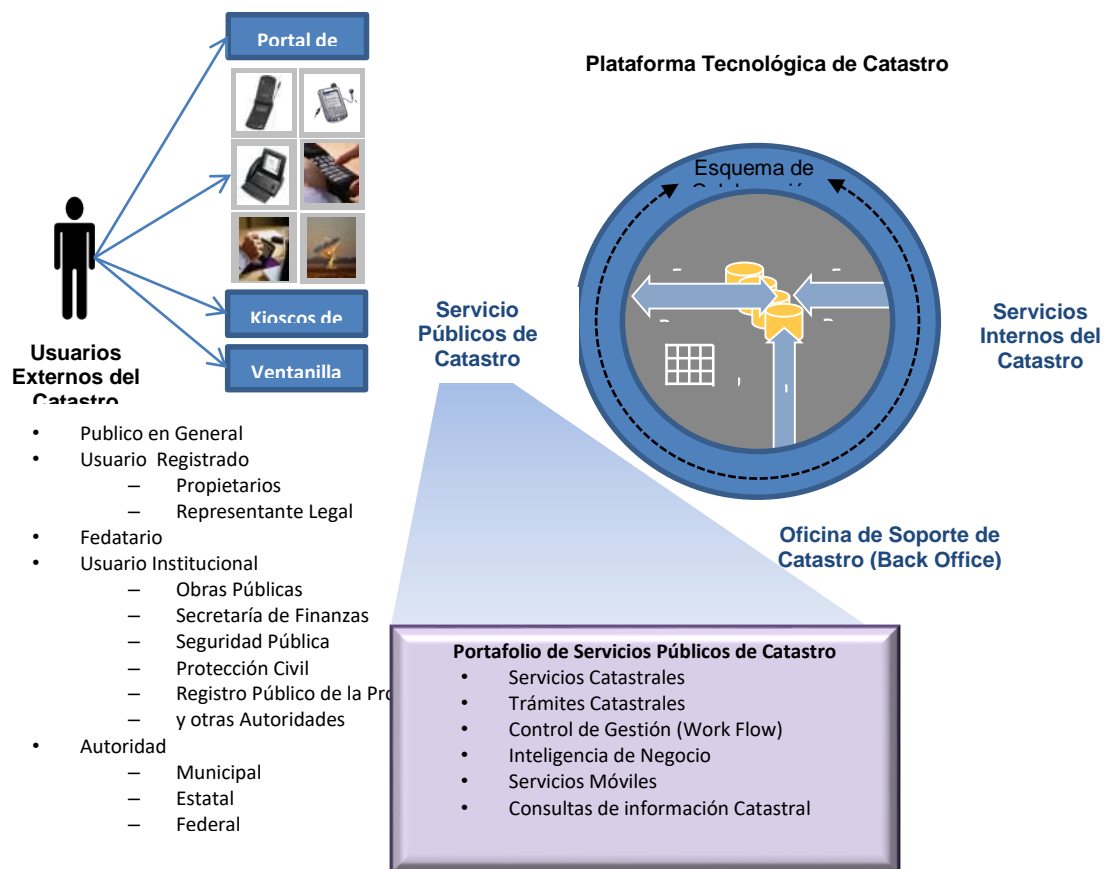 Portal de
Plataforma Tecnológica de Catastro
Esquema de
Servicio
Públicos de
Catastro
Servicios
Internos del
Catastro
Kioscos de
Ventanilla
Usuarios
Externos del
Catastro
• Publico en General
• Usuario Registrado
– Propietarios
– Representante Legal
• Fedatario
• Usuario Institucional
– Obras Públicas
– Secretaría de Finanzas
– Seguridad Pública
– Protección Civil
– Registro Público de la Pro
– y otras Autoridades
• Autoridad
– Municipal
– Estatal
– Federal
Oficina de Soporte de
Catastro (Back Office)
Portafolio de Servicios Públicos de Catastro
• Servicios Catastrales
• Trámites Catastrales
• Control de Gestión (Work Flow)
• Inteligencia de Negocio
• Servicios Móviles
• Consultas de información Catastral